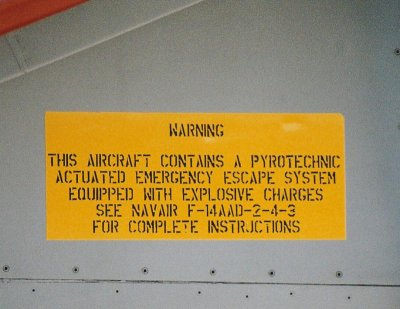 WARNING
THIS AIRCRAFT CONTAINS A PYROTECHNIC
ACTUATED EMERGENCY ESCAPE SYSTEM
EQUIPPED WITH EXPLOSIVE CHARGES
SEE NAVAIR F-14AAD-2-4-3
FOR COMPLETE INSTRJCTIONS